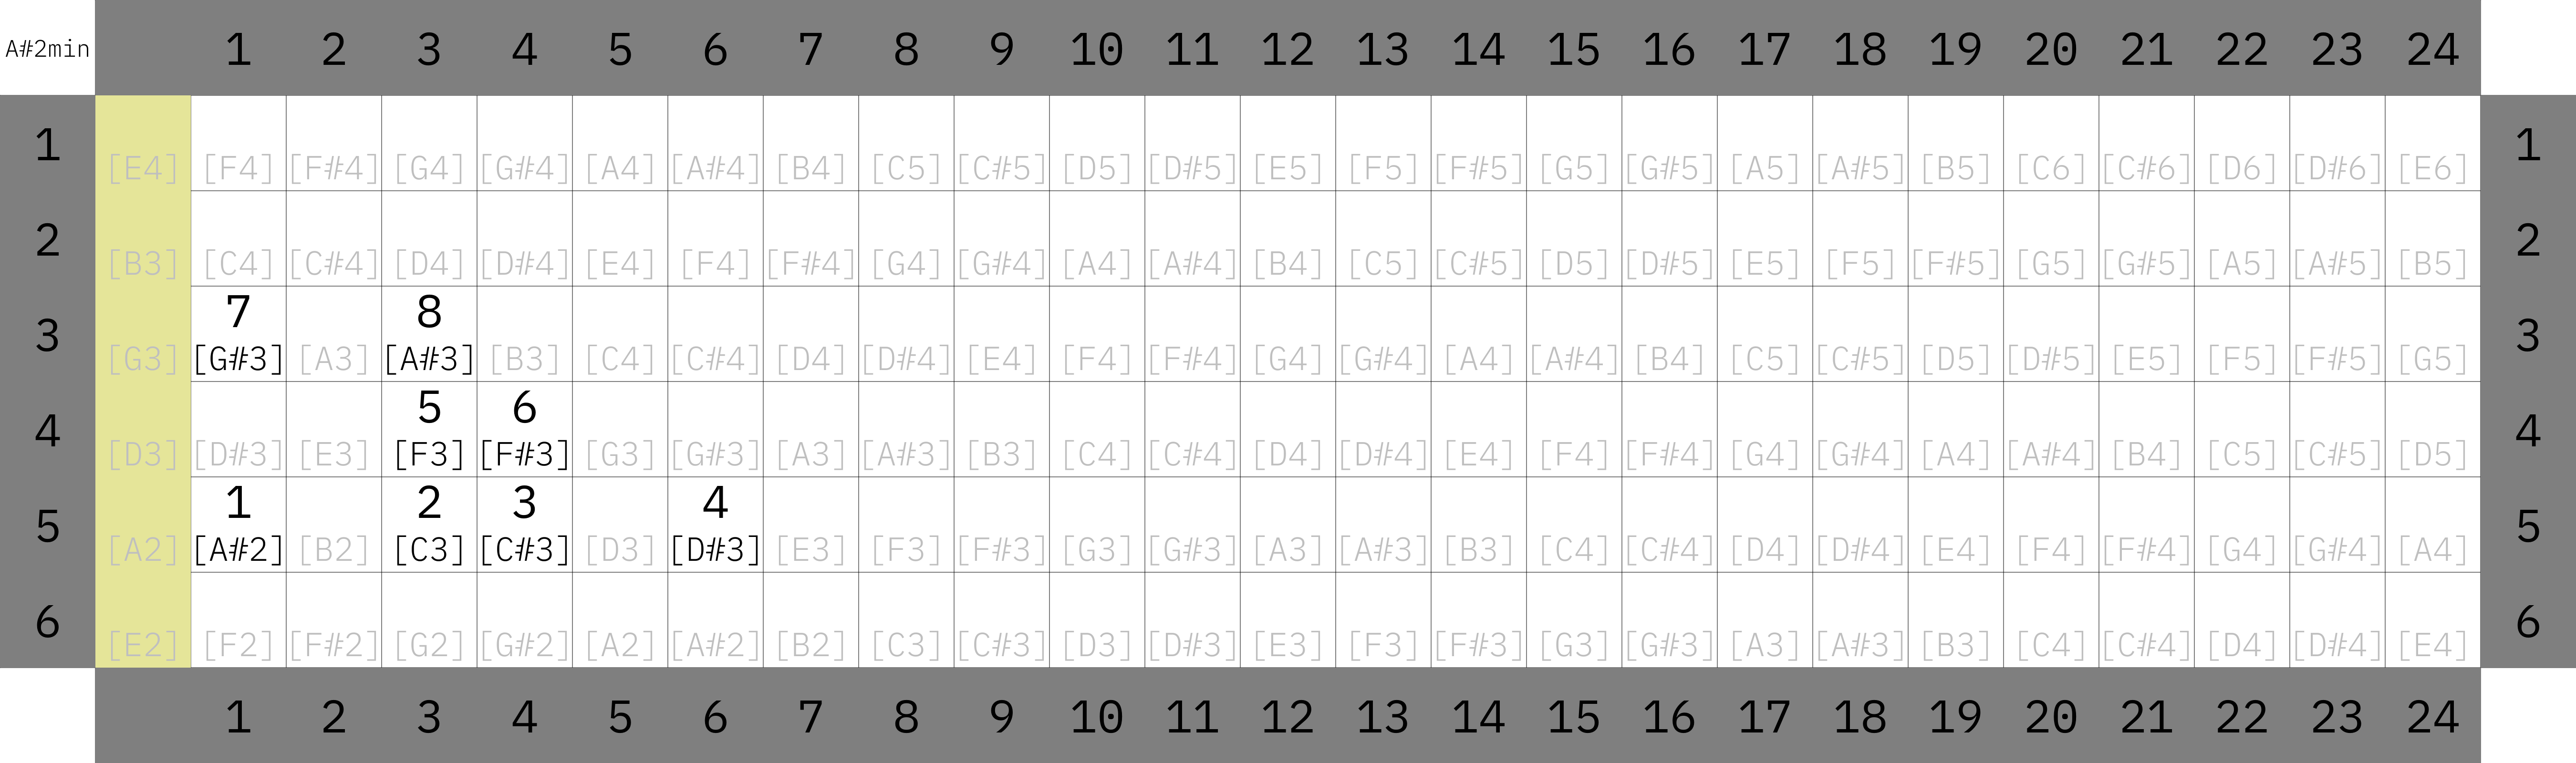 A#2min 1 2 3 4 5 6 7 8 9 10 11 12 13 14 15 16 17 18 19 20 21 22 23 24
1 [E4] [F4] [F#4] [G4] [G#4] [A4] [A#4] [B4] [C5] [C#5] [D5] [D#5] [E5] [F5] [F#5] [G5] [G#5] [A5] [A#5] [B5] [C6] [C#6] [D6] [D#6] [E6] 1
2 [B3] [C4] [C#4] [D4] [D#4] [E4] [F4] [F#4] [G4] [G#4] [A4] [A#4] [B4] [C5] [C#5] [D5] [D#5] [E5] [F5] [F#5] [G5] [G#5] [A5] [A#5] [B5] 2
7 8
3 [G3] [G#3] [A3] [A#3] [B3] [C4] [C#4] [D4] [D#4] [E4] [F4] [F#4] [G4] [G#4] [A4] [A#4] [B4] [C5] [C#5] [D5] [D#5] [E5] [F5] [F#5] [G5] 3
5 6
4 [D3] [D#3] [E3] [F3] [F#3] [G3] [G#3] [A3] [A#3] [B3] [C4] [C#4] [D4] [D#4] [E4] [F4] [F#4] [G4] [G#4] [A4] [A#4] [B4] [C5] [C#5] [D5] 4
1 2 3 4
5 [A2] [A#2] [B2] [C3] [C#3] [D3] [D#3] [E3] [F3] [F#3] [G3] [G#3] [A3] [A#3] [B3] [C4] [C#4] [D4] [D#4] [E4] [F4] [F#4] [G4] [G#4] [A4] 5
6 [E2] [F2] [F#2] [G2] [G#2] [A2] [A#2] [B2] [C3] [C#3] [D3] [D#3] [E3] [F3] [F#3] [G3] [G#3] [A3] [A#3] [B3] [C4] [C#4] [D4] [D#4] [E4] 6
1 2 3 4 5 6 7 8 9 10 11 12 13 14 15 16 17 18 19 20 21 22 23 24